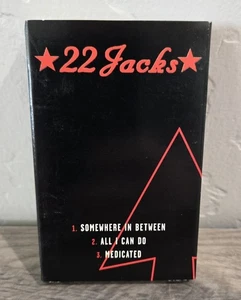 ★22 Jacks★
1. SOMEWHERE IN BETWEEN
2. ALL I CAN DO
3. MEDICATED